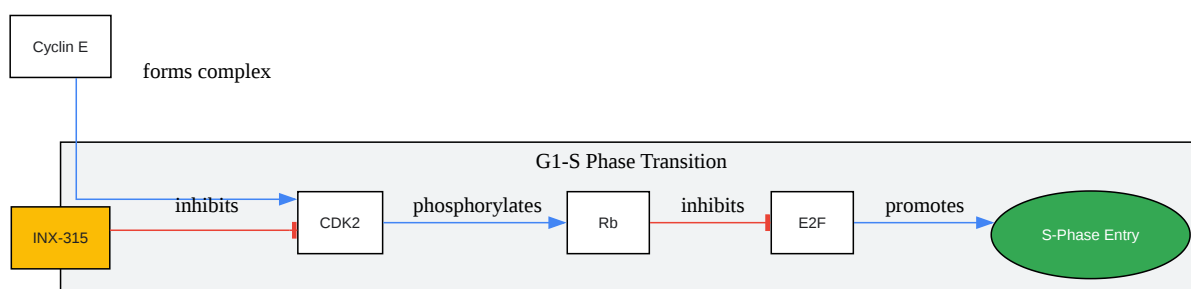 Cyclin E
forms complex
G1-S Phase Transition
inhibits
INX-315
CDK2
phosphorylates
Rb
inhibits
E2F
promotes
S-Phase Entry